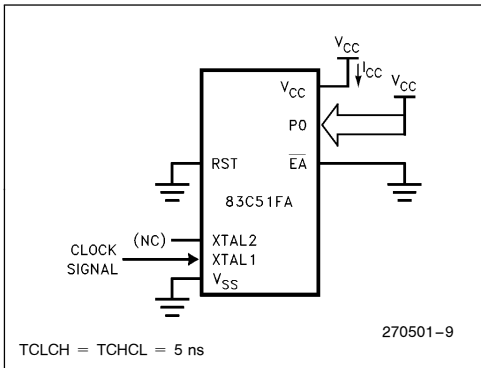 VCC
ICC
VCC
VCC
P0
RST
EA
83C51FA
(NC)
XTAL2
CLOCK SIGNAL
XTAL1
VSS
270501–9
TCLCH = TCHCL = 5 ns